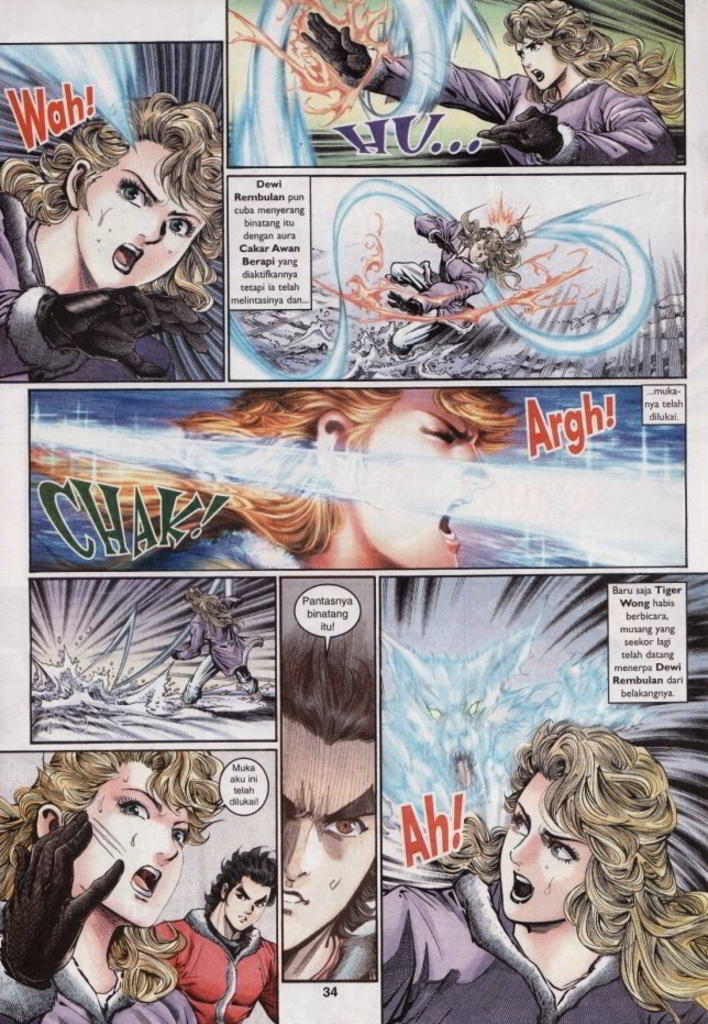 Wah!
HU...
Dewi
Rembulan pun
cuba menyerang
binatang itu
dengan aura
Cakar Awan
Berapi yang
diaktifkannya
tetapi ia telah
melintasinya dan...
...muka-
nya telah
dilukai.
Argh!
CHAK!
Pantasnya
binatang
itu!
Baru saja Tiger
Wong habis
berbicara,
musang yang
seekor lagi
telah datang
menerpa Dewi
Rembulan dari
belakangnya.
Muka
aku ini
telah
dilukai!
Ah!
34